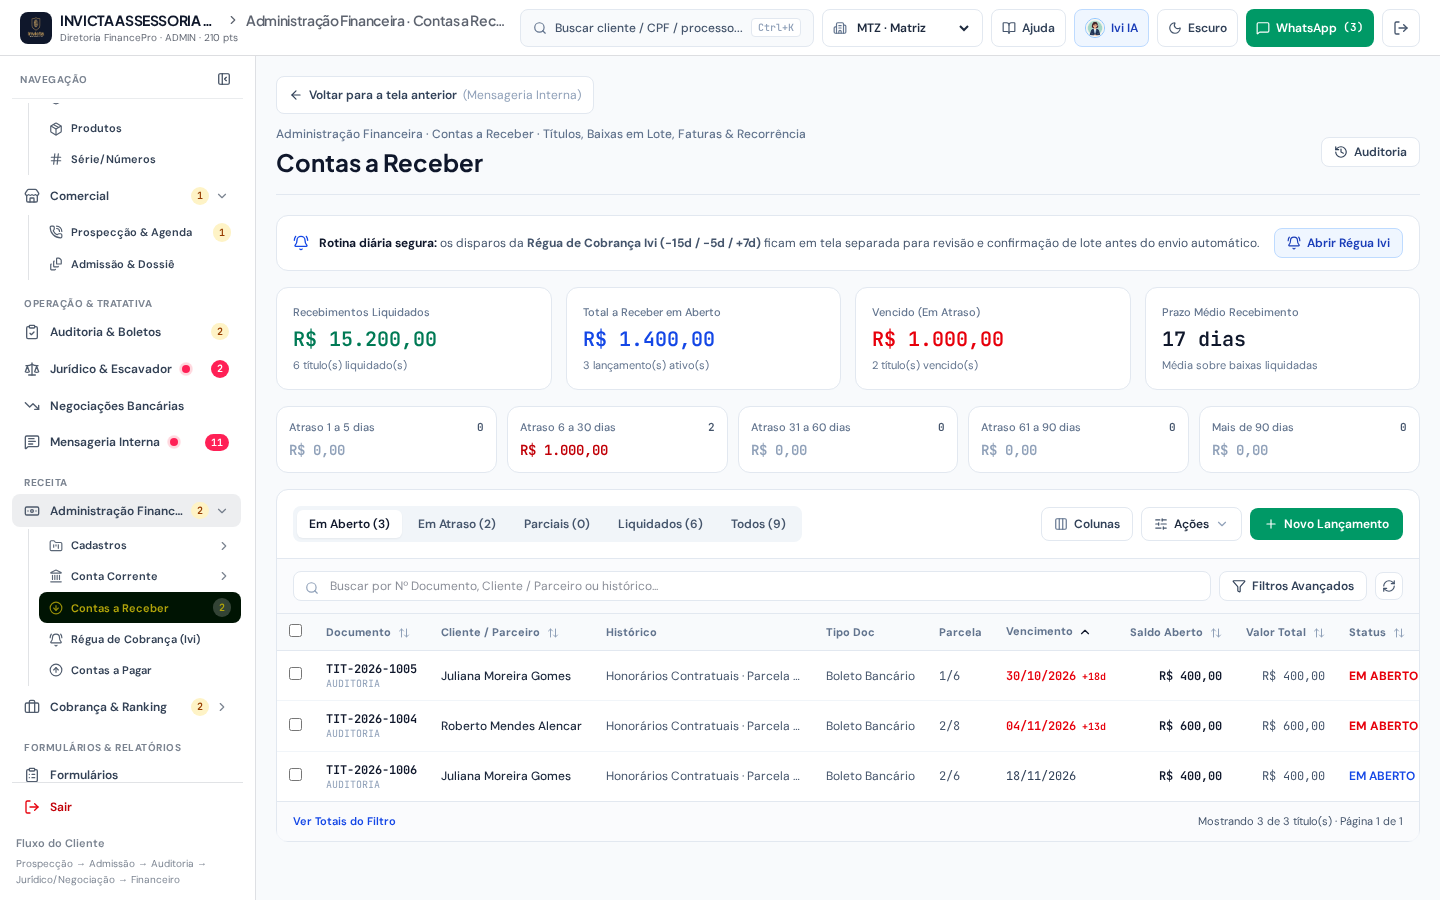 INVICTA ASSESSORIA ...
Diretoria FinancePro · ADMIN · 210 pts
Administração Financeira · Contas a Rec...
Buscar cliente / CPF / processo... Ctrl+K
MTZ · Matriz
Ajuda
Ivi IA
Escuro
WhatsApp (3)
NAVEGAÇÃO
Produtos
Série/Números
Comercial 1
Prospecção & Agenda 1
Admissão & Dossiê
OPERAÇÃO & TRATATIVA
Auditoria & Boletos 2
Jurídico & Escavador 2
Negociações Bancárias
Mensageria Interna 11
RECEITA
Administração Financ... 2
Cadastros
Conta Corrente
Contas a Receber 2
Régua de Cobrança (Ivi)
Contas a Pagar
Cobrança & Ranking 2
FORMULÁRIOS & RELATÓRIOS
Formulários
Sair
Fluxo do Cliente
Prospecção → Admissão → Auditoria →
Jurídico/Negociação → Financeiro
Voltar para a tela anterior (Mensageria Interna)
Administração Financeira · Contas a Receber · Títulos, Baixas em Lote, Faturas & Recorrência
Contas a Receber
Auditoria
Rotina diária segura: os disparos da Régua de Cobrança Ivi (-15d / -5d / +7d) ficam em tela separada para revisão e confirmação de lote antes do envio automático.
Abrir Régua Ivi
Recebimentos Liquidados
R$ 15.200,00
6 título(s) liquidado(s)
Total a Receber em Aberto
R$ 1.400,00
3 lançamento(s) ativo(s)
Vencido (Em Atraso)
R$ 1.000,00
2 título(s) vencido(s)
Prazo Médio Recebimento
17 dias
Média sobre baixas liquidadas
Atraso 1 a 5 dias 0
R$ 0,00
Atraso 6 a 30 dias 2
R$ 1.000,00
Atraso 31 a 60 dias 0
R$ 0,00
Atraso 61 a 90 dias 0
R$ 0,00
Mais de 90 dias 0
R$ 0,00
Em Aberto (3) Em Atraso (2) Parciais (0) Liquidados (6) Todos (9)
Colunas
Ações
Novo Lançamento
Buscar por Nº Documento, Cliente / Parceiro ou histórico...
Filtros Avançados
Documento Cliente / Parceiro Histórico Tipo Doc Parcela Vencimento Saldo Aberto Valor Total Status
TIT-2026-1005 Juliana Moreira Gomes Honorários Contratuais · Parcela ... Boleto Bancário 1/6 30/10/2026 +18d R$ 400,00 R$ 400,00 EM ABERTO
AUDITORIA
TIT-2026-1004 Roberto Mendes Alencar Honorários Contratuais · Parcela ... Boleto Bancário 2/8 04/11/2026 +13d R$ 600,00 R$ 600,00 EM ABERTO
AUDITORIA
TIT-2026-1006 Juliana Moreira Gomes Honorários Contratuais · Parcela ... Boleto Bancário 2/6 18/11/2026 R$ 400,00 R$ 400,00 EM ABERTO
AUDITORIA
Ver Totais do Filtro
Mostrando 3 de 3 título(s) · Página 1 de 1